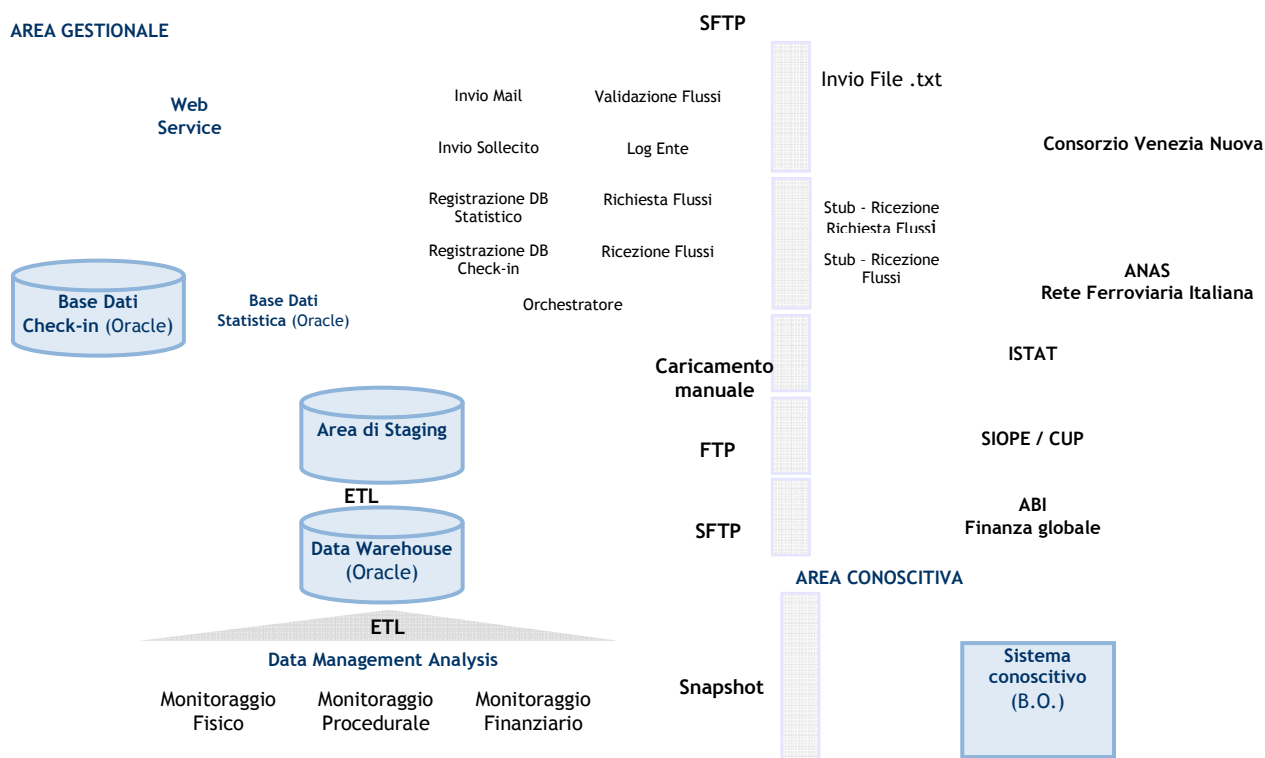 SFTP
AREA GESTIONALE
Invio File .txt
Web
Service
Invio Mail
Validazione Flussi
Consorzio Venezia Nuova
Invio Sollecito
Log Ente
Registrazione DB
Statistico
Richiesta Flussi
Stub - Ricezione
Richiesta Flussi
Registrazione DB
Check-in
Ricezione Flussi
Stub - Ricezione
Flussi
ANAS
Rete Ferroviaria Italiana
Base Dati
Check-in (Oracle)
Base Dati
Statistica (Oracle)
Orchestratore
ISTAT
Caricamento
manuale
Area di Staging
FTP
SIOPE / CUP
ETL
ABI
Finanza globale
SFTP
Data Warehouse
(Oracle)
AREA CONOSCITIVA
ETL
Data Management Analysis
Sistema
conoscitivo
(B.O.)
Snapshot
Monitoraggio
Fisico
Monitoraggio
Procedurale
Monitoraggio
Finanziario